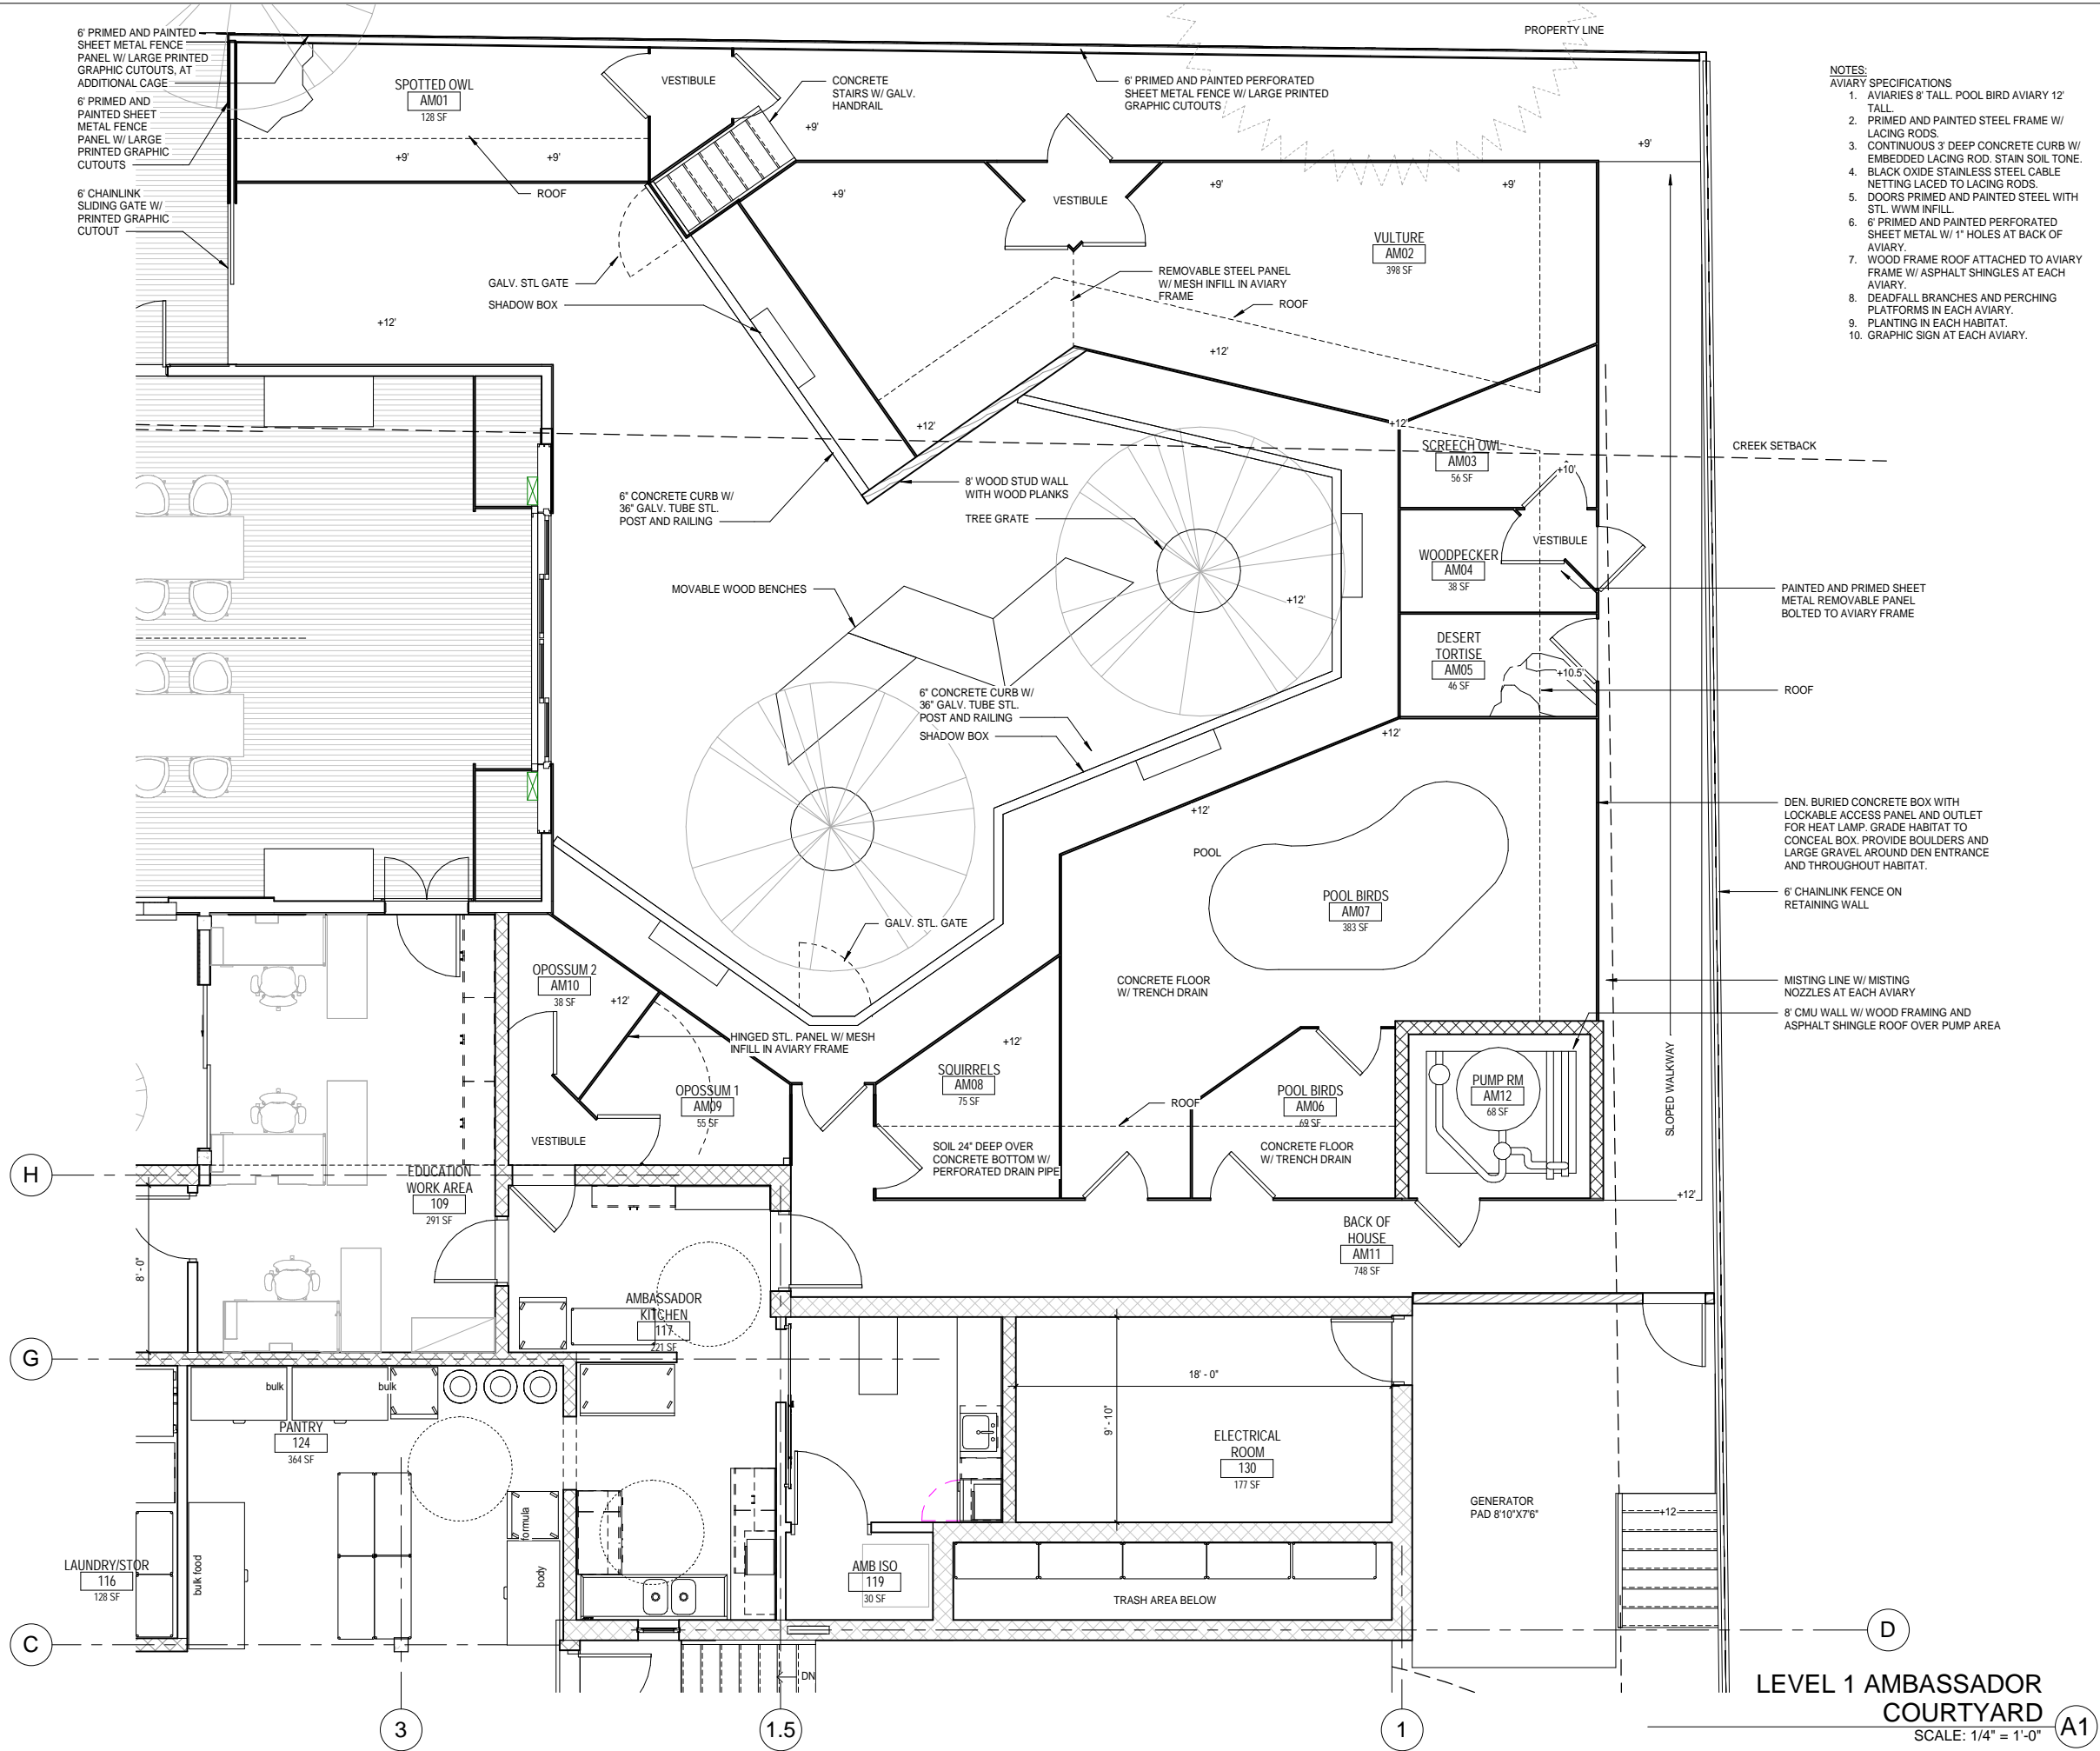 6' PRIMED AND PAINTED
SHEET METAL FENCE
PANEL W/ LARGE PRINTED
GRAPHIC CUTOUTS, AT
ADDITIONAL CAGE
6' PRIMED AND
PAINTED SHEET
METAL FENCE
PANEL W/ LARGE
PRINTED GRAPHIC
CUTOUTS
6' CHAINLINK
SLIDING GATE W/
PRINTED GRAPHIC
CUTOUT
SPOTTED OWL
AM01
128 SF
+9'
+9'
ROOF
VESTIBULE
CONCRETE
STAIRS W/ GALV.
HANDRAIL
+9'
6' PRIMED AND PAINTED PERFORATED
SHEET METAL FENCE W/ LARGE PRINTED
GRAPHIC CUTOUTS
PROPERTY LINE
+9'
NOTES:
AVIARY SPECIFICATIONS
1. AVIARIES 8' TALL. POOL BIRD AVIARY 12'
TALL.
2. PRIMED AND PAINTED STEEL FRAME W/
LACING RODS.
3. CONTINUOUS 3' DEEP CONCRETE CURB W/
EMBEDDED LACING ROD. STAIN SOIL TONE.
4. BLACK OXIDE STAINLESS STEEL CABLE
NETTING LACED TO LACING RODS.
5. DOORS PRIMED AND PAINTED STEEL WITH
STL. WWM INFILL.
6. 6' PRIMED AND PAINTED PERFORATED
SHEET METAL W/ 1" HOLES AT BACK OF
AVIARY.
7. WOOD FRAME ROOF ATTACHED TO AVIARY
FRAME W/ ASPHALT SHINGLES AT EACH
AVIARY.
8. DEADFALL BRANCHES AND PERCHING
PLATFORMS IN EACH AVIARY.
9. PLANTING IN EACH HABITAT.
10. GRAPHIC SIGN AT EACH AVIARY.
+9'
VESTIBULE
+9'
+9'
VULTURE
AM02
398 SF
GALV. STL GATE
SHADOW BOX
+12'
REMOVABLE STEEL PANEL
W/ MESH INFILL IN AVIARY
FRAME
ROOF
+12'
+12'
+12'
CREEK SETBACK
SCREECH OWL
AM03
56 SF
+10'
6" CONCRETE CURB W/
36" GALV. TUBE STL.
POST AND RAILING
8' WOOD STUD WALL
WITH WOOD PLANKS
TREE GRATE
WOODPECKER
AM04
38 SF
VESTIBULE
MOVABLE WOOD BENCHES
+12'
PAINTED AND PRIMED SHEET
METAL REMOVABLE PANEL
BOLTED TO AVIARY FRAME
DESERT
TORTISE
AM05
46 SF
+10.5'
ROOF
6" CONCRETE CURB W/
36" GALV. TUBE STL.
POST AND RAILING
SHADOW BOX
+12'
+12'
DEN. BURIED CONCRETE BOX WITH
LOCKABLE ACCESS PANEL AND OUTLET
FOR HEAT LAMP. GRADE HABITAT TO
CONCEAL BOX. PROVIDE BOULDERS AND
LARGE GRAVEL AROUND DEN ENTRANCE
AND THROUGHOUT HABITAT.
POOL
POOL BIRDS
AM07
383 SF
6' CHAINLINK FENCE ON
RETAINING WALL
GALV. STL. GATE
OPOSSUM 2
AM10
38 SF
+12'
CONCRETE FLOOR
W/ TRENCH DRAIN
MISTING LINE W/ MISTING
NOZZLES AT EACH AVIARY
8' CMU WALL W/ WOOD FRAMING AND
ASPHALT SHINGLE ROOF OVER PUMP AREA
HINGED STL. PANEL W/ MESH
INFILL IN AVIARY FRAME
+12'
SQUIRRELS
AM08
75 SF
OPOSSUM 1
AM09
55 SF
ROOF
POOL BIRDS
AM06
69 SF
PUMP RM
AM12
68 SF
SLOPED WALKWAY
VESTIBULE
SOIL 24" DEEP OVER
CONCRETE BOTTOM W/
PERFORATED DRAIN PIPE
CONCRETE FLOOR
W/ TRENCH DRAIN
H
EDUCATION
WORK AREA
109
291 SF
+12'
8' - 0"
BACK OF
HOUSE
AM11
748 SF
AMBASSADOR
KITCHEN
117
221 SF
G
bulk
bulk
18' - 0"
9' - 10"
PANTRY
124
364 SF
ELECTRICAL
ROOM
130
177 SF
GENERATOR
PAD 8'10"X7'6"
+12
formula
LAUNDRY/STOR
116
128 SF
bulk food
body
AMB ISO
119
30 SF
TRASH AREA BELOW
C
D
DN
3
1.5
1
LEVEL 1 AMBASSADOR
COURTYARD
SCALE: 1/4" = 1'-0"
A1